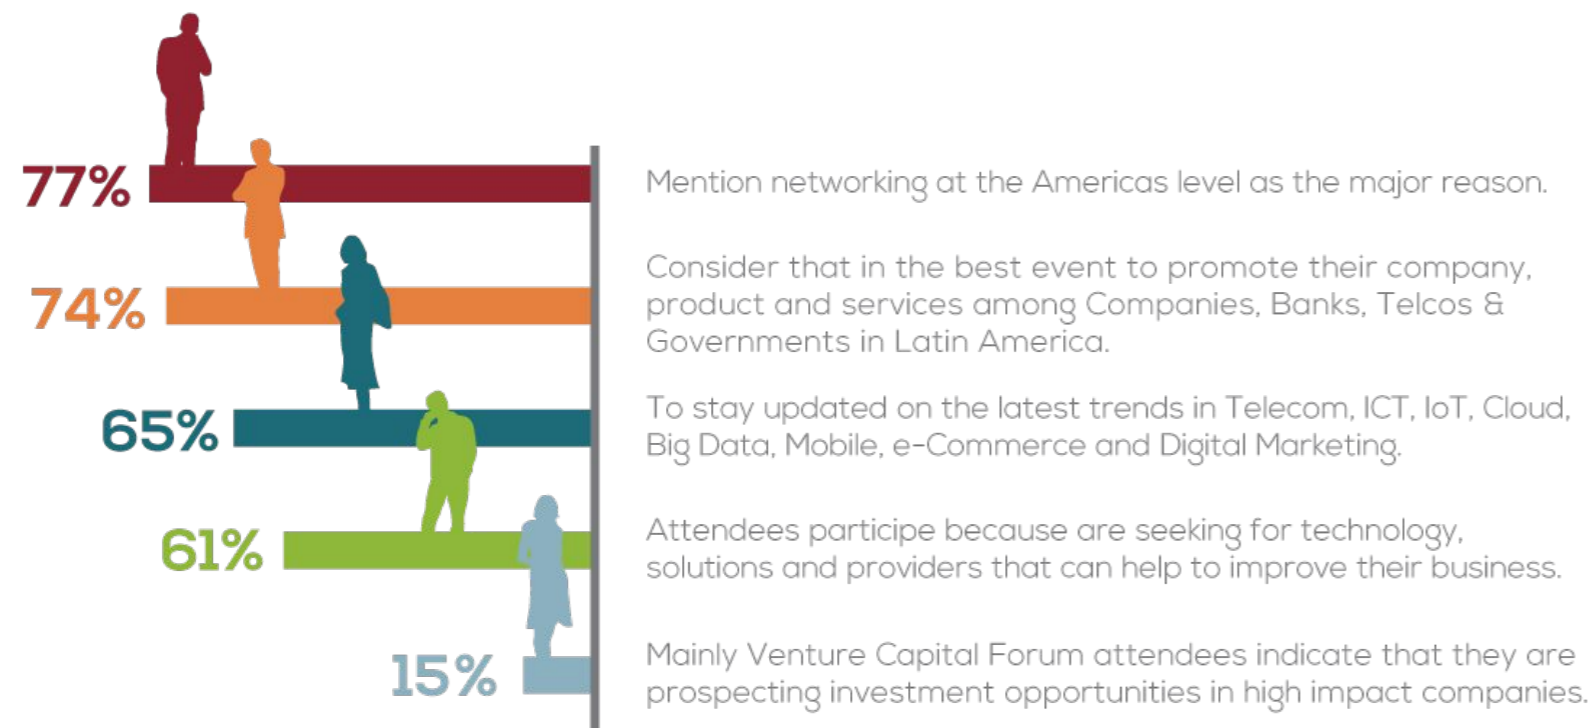 77%
Mention networking at the Americas level as the major reason.
74%
Consider that in the best event to promote their company,
product and services among Companies, Banks, Telcos &
Governments in Latin America.
65%
To stay updated on the latest trends in Telecom, ICT, IoT, Cloud,
Big Data, Mobile, e-Commerce and Digital Marketing.
61%
Attendees participe because are seeking for technology,
solutions and providers that can help to improve their business.
15%
Mainly Venture Capital Forum attendees indicate that they are
prospecting investment opportunities in high impact companies.